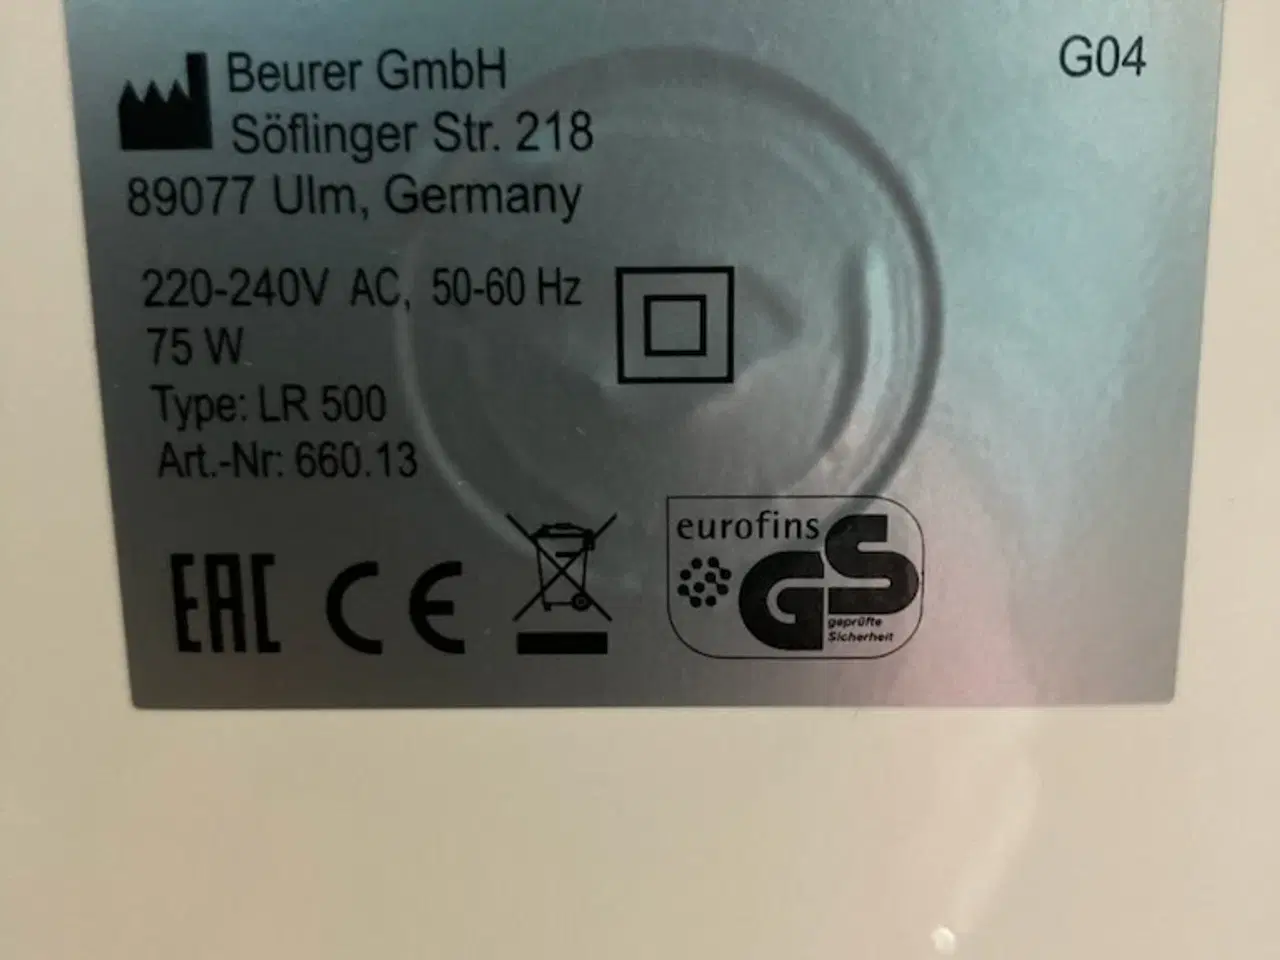 Beurer GmbH
G04
Söflinger Str. 218
89077 Ulm, Germany
220-240V AC, 50-60 Hz
75 W
Type: LR 500
Art.-Nr: 660.13
EAC CE
eurofins
GS
geprüfte
Sicherheit